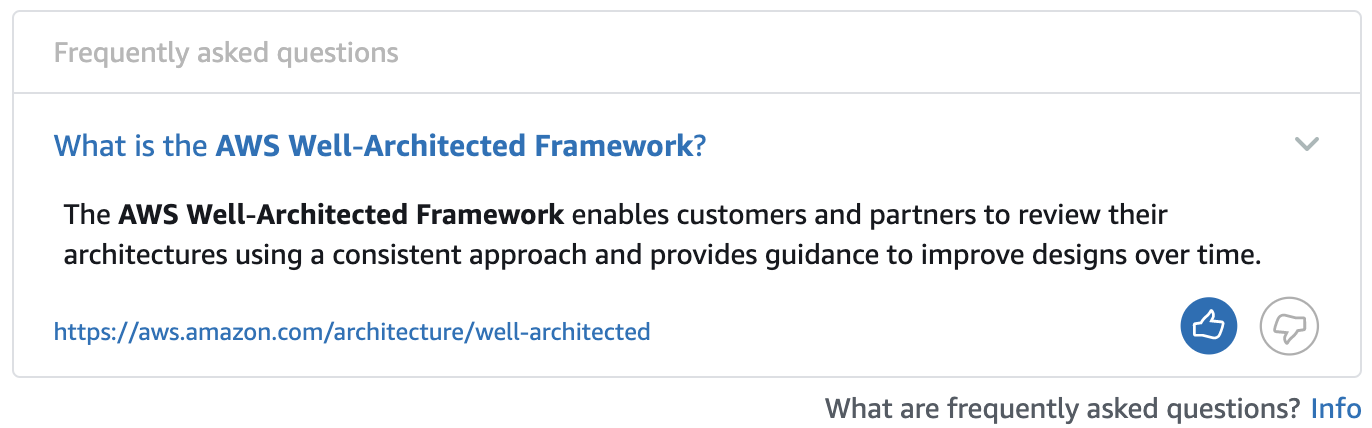 Frequently asked questions
What is the AWS Well-Architected Framework?
The AWS Well-Architected Framework enables customers and partners to review their
architectures using a consistent approach and provides guidance to improve designs over time.
https://aws.amazon.com/architecture/well-architected
What are frequently asked questions? Info